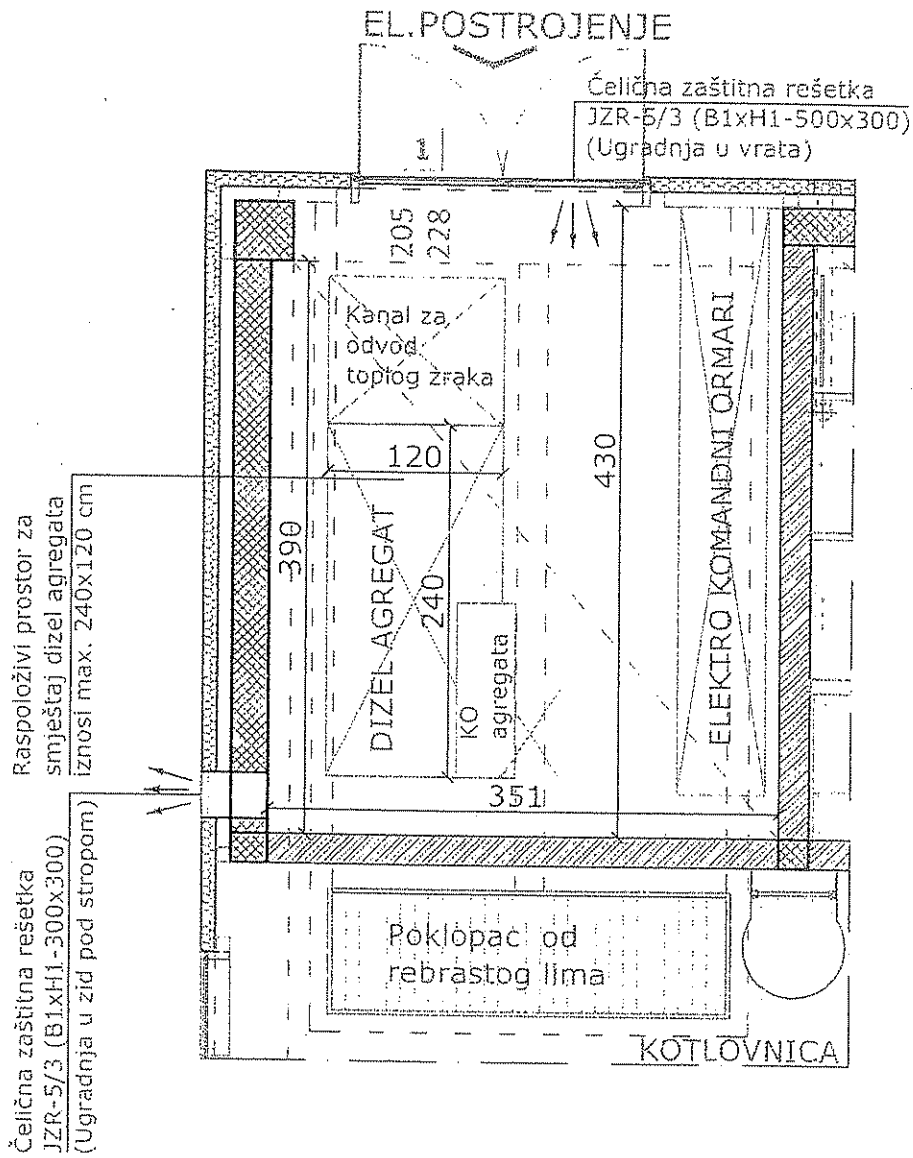 EL.POSTROJENJE
Čelična zaštitna rešetka
JZR-5/3 (B1xH1-500x300)
(Ugradnja u vrata)
205
228
Kanal za
odvod
toplog zraka
120
430
390
240
DIZEL AGREGAT
KO
agregata
ELEKTRO KOMANDNI ORMARI
351
Raspoloživi prostor za
smještaj dizel agregata
iznosi max. 240x120 cm
Čelična zaštitna rešetka
JZR-5/3 (B1xH1-300x300)
(Ugradnja u zid pod stropom)
Poklopac od
rebrastog lima
KOTLOVNICA